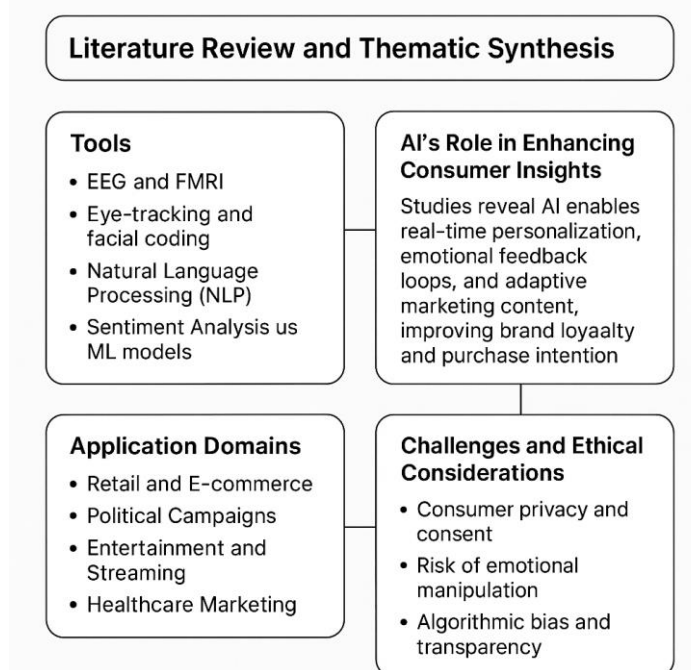 Literature Review and Thematic Synthesis
Tools
• EEG and FMRI
• Eye-tracking and
facial coding
• Natural Language
Processing (NLP)
• Sentiment Analysis us
ML models
AI's Role in Enhancing
Consumer Insights
Studies reveal AI enables
real-time personalization,
emotional feedback
loops, and adaptive
marketing content,
improving brand loyaalty
and purchase intention
Application Domains
• Retail and E-commerce
• Political Campaigns
• Entertainment and
Streaming
• Healthcare Marketing
Challenges and Ethical
Considerations
• Consumer privacy and
consent
• Risk of emotional
manipulation
• Algorithmic bias and
transparency